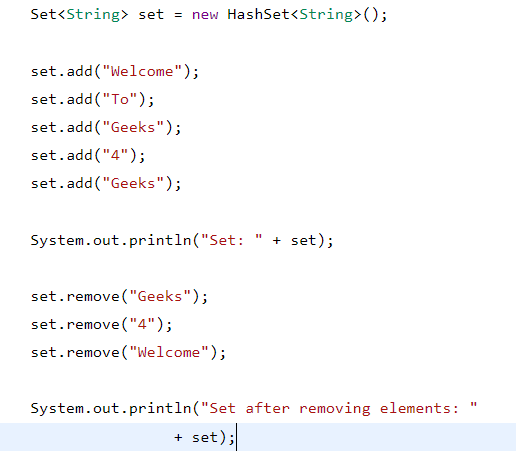 Set<String> set = new HashSet<String>();
set.add("Welcome");
set.add("To");
set.add("Geeks");
set.add("4");
set.add("Geeks");
System.out.println("Set: " + set);
set.remove("Geeks");
set.remove("4");
set.remove("Welcome");
System.out.println("Set after removing elements: "
+ set);